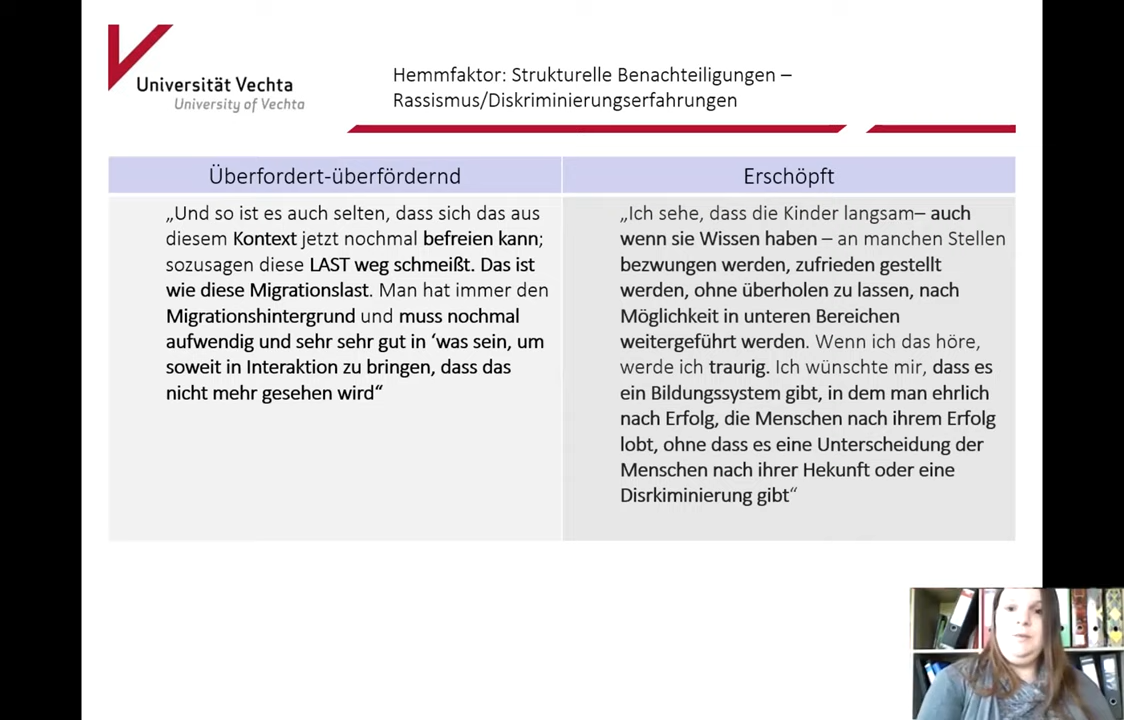 Universität Vechta
University of Vechta
Hemmfaktor: Strukturelle Benachteiligungen –
Rassismus/Diskriminierungserfahrungen
Überfordert-überfördernd
„Und so ist es auch selten, dass sich das aus
diesem Kontext jetzt nochmal befreien kann;
sozusagen diese LAST weg schmeißt. Das ist
wie diese Migrationslast. Man hat immer den
Migrationshintergrund und muss nochmal
aufwendig und sehr sehr gut in ‘was sein, um
soweit in Interaktion zu bringen, dass das
nicht mehr gesehen wird“
Erschöpft
„Ich sehe, dass die Kinder langsam– auch
wenn sie Wissen haben – an manchen Stellen
bezwungen werden, zufrieden gestellt
werden, ohne überholen zu lassen, nach
Möglichkeit in unteren Bereichen
weitergeführt werden. Wenn ich das höre,
werde ich traurig. Ich wünschte mir, dass es
ein Bildungssystem gibt, in dem man ehrlich
nach Erfolg, die Menschen nach ihrem Erfolg
lobt, ohne dass es eine Unterscheidung der
Menschen nach ihrer Hekunft oder eine
Disrkiminierung gibt“